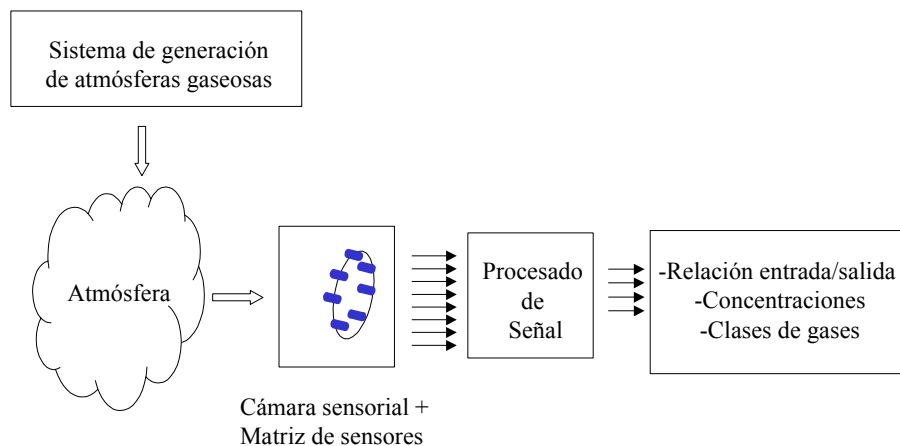 Sistema de generación
de atmósferas gaseosas
Atmósfera
Cámara sensorial +
Matriz de sensores
Procesado
de
Señal
-Relación entrada/salida
-Concentraciones
-Clases de gases